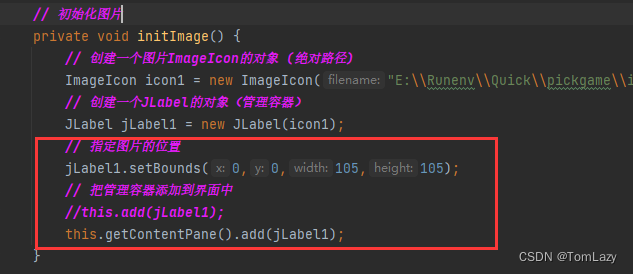 // 初始化图片
private void initImage() {
// 创建一个图片ImageIcon的对象 (绝对路径)
ImageIcon icon1 = new ImageIcon( filename: "E:\\Runenv\\Quick\\pickgame\\i
// 创建一个JLabel的对象（管理容器）
JLabel jLabel1 = new JLabel(icon1);
// 指定图片的位置
jLabel1.setBounds( x: 0, y: 0, width: 105, height: 105);
// 把管理容器添加到界面中
//this.add(jLabel1);
this.getContentPane().add(jLabel1);
}
CSDN @TomLazy